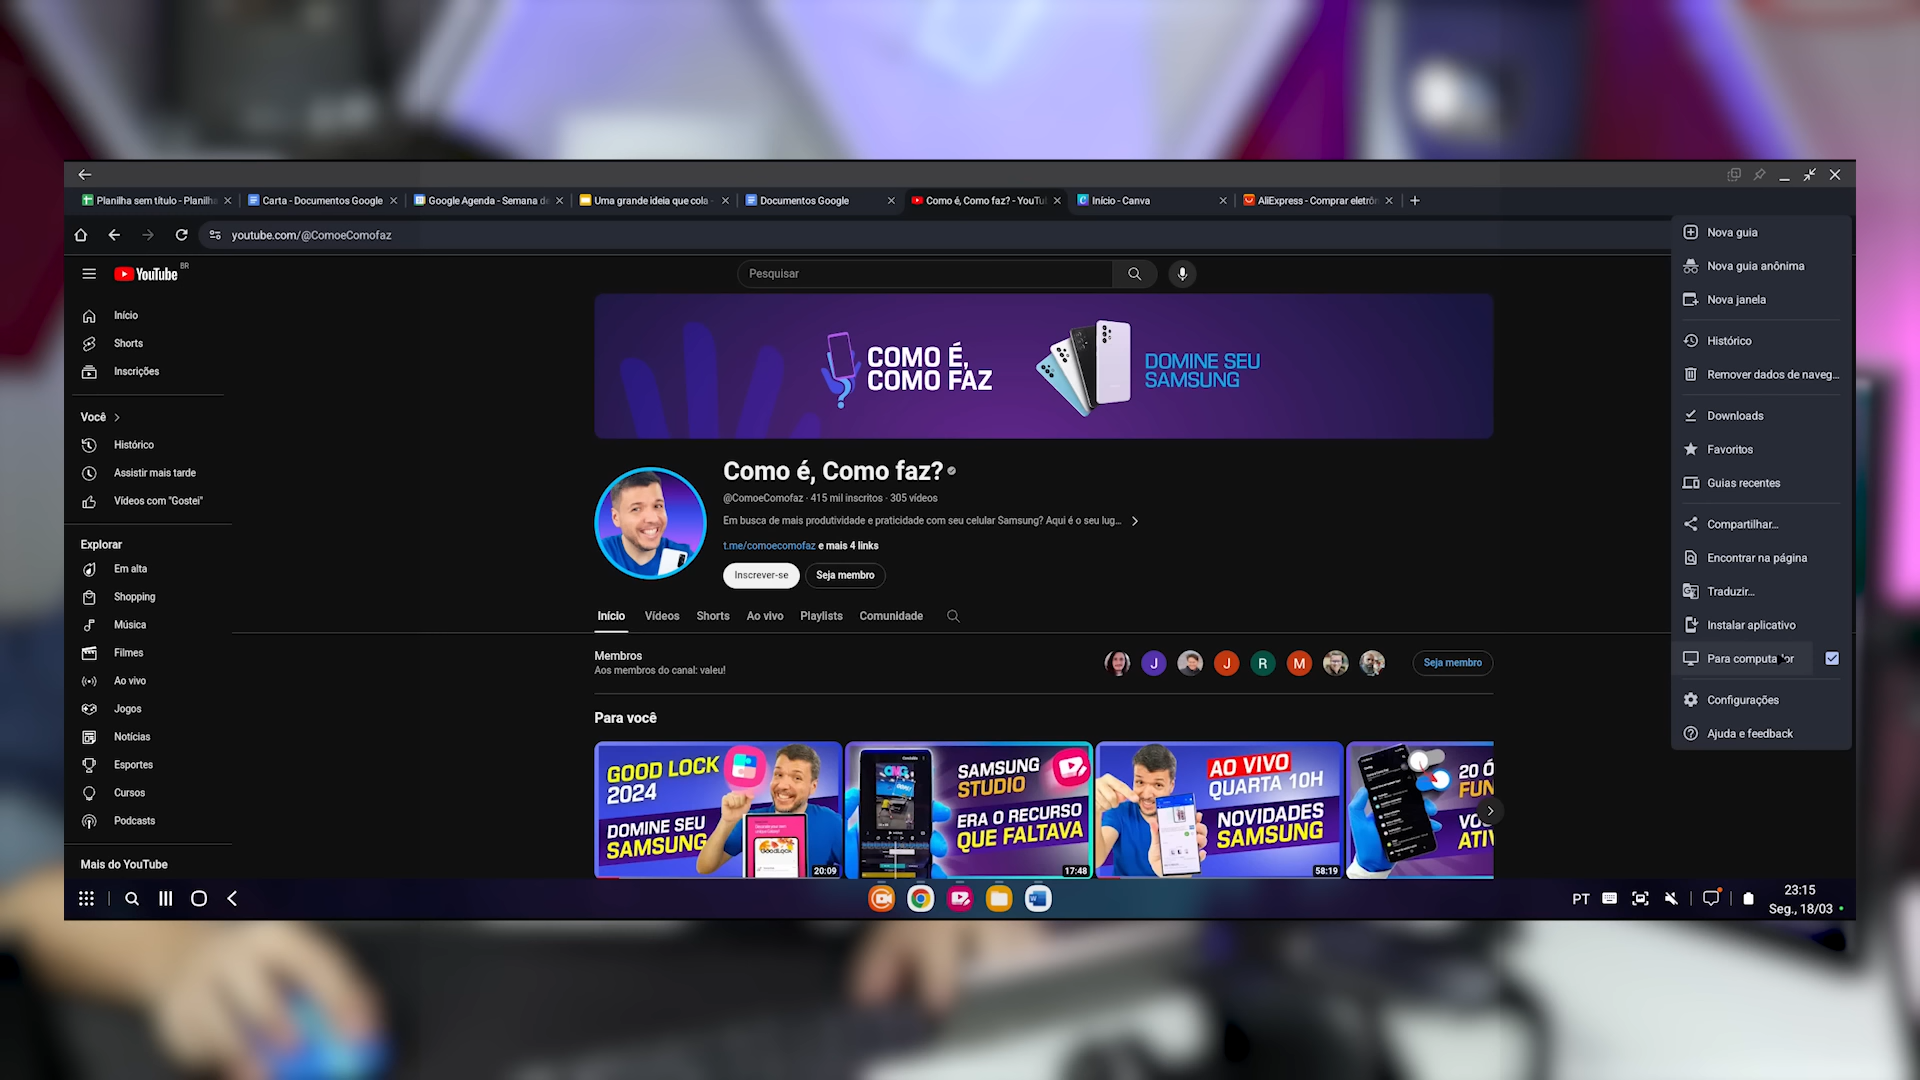 Planilha sem título - Planilh
Carta - Documentos Google
Google Agenda - Semana d
Uma grande ideia que cola -
Documentos Google
Como é, Como faz? - YouTu
Início - Canva
AliExpress - Comprar eletrôn
youtube.com/@ComoeComofaz
YouTube BR
Pesquisar
Início
Shorts
Inscrições
Você
Histórico
Assistir mais tarde
Vídeos com "Gostei"
Explorar
Em alta
Shopping
Música
Filmes
Ao vivo
Jogos
Notícias
Esportes
Cursos
Podcasts
Mais do YouTube
COMO É,
COMO FAZ
DOMINE SEU
SAMSUNG
Como é, Como faz?
@ComoeComofaz · 415 mil inscritos · 305 vídeos
Em busca de mais produtividade e praticidade com seu celular Samsung? Aqui é o seu lug...
t.me/comoecomofaz e mais 4 links
Inscrever-se
Seja membro
Início
Vídeos
Shorts
Ao vivo
Playlists
Comunidade
Membros
Aos membros do canal: valeu!
J
J
R
M
Seja membro
Para você
GOOD LOCK
2024
DOMINE SEU
SAMSUNG
GOODLOCK
20:09
SAMSUNG
STUDIO
ERA O RECURSO
QUE FALTAVA
17:48
AO VIVO
QUARTA 10H
NOVIDADES
SAMSUNG
58:19
20
FUN
VO
ATIV
Nova guia
Nova guia anônima
Nova janela
Histórico
Remover dados de naveg...
Downloads
Favoritos
Guias recentes
Compartilhar...
Encontrar na página
Traduzir...
Instalar aplicativo
Para computador
Configurações
Ajuda e feedback
PT
23:15
Seg., 18/03